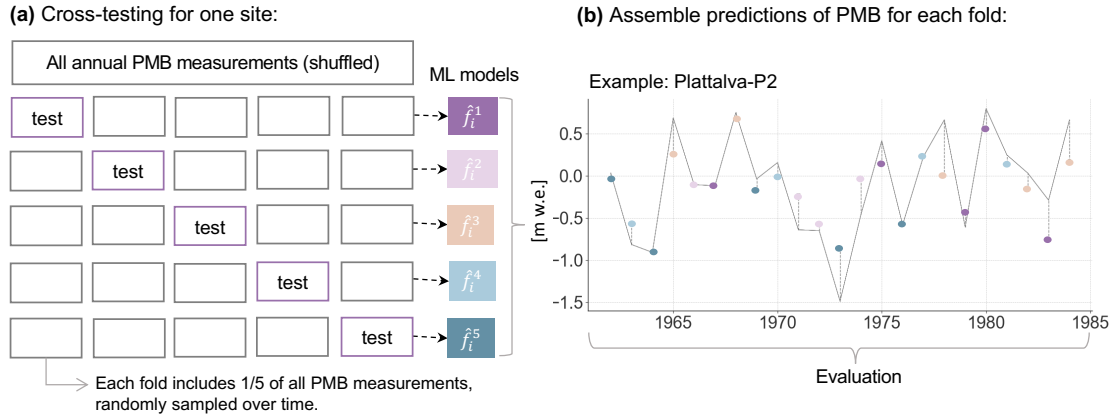 (a) Cross-testing for one site:
All annual PMB measurements (shuffled)
ML models
test
f̂ᵢ¹
test
f̂ᵢ²
test
f̂ᵢ³
test
f̂ᵢ⁴
test
f̂ᵢ⁵
Each fold includes 1/5 of all PMB measurements,
randomly sampled over time.
(b) Assemble predictions of PMB for each fold:
Example: Plattalva-P2
[m w.e.]
0.5
0.0
−0.5
−1.0
−1.5
1965 1970 1975 1980 1985
Evaluation